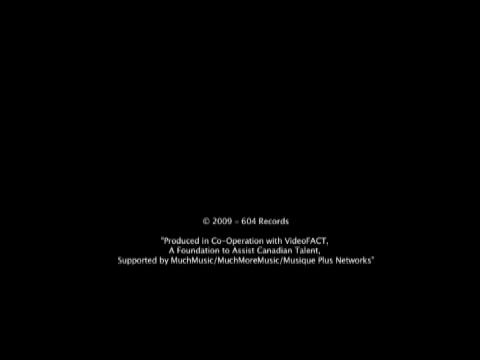 © 2009 - 604 Records
"Produced in Co-Operation with VideoFACT,
A Foundation to Assist Canadian Talent,
Supported by MuchMusic/MuchMoreMusic/Musique Plus Networks"